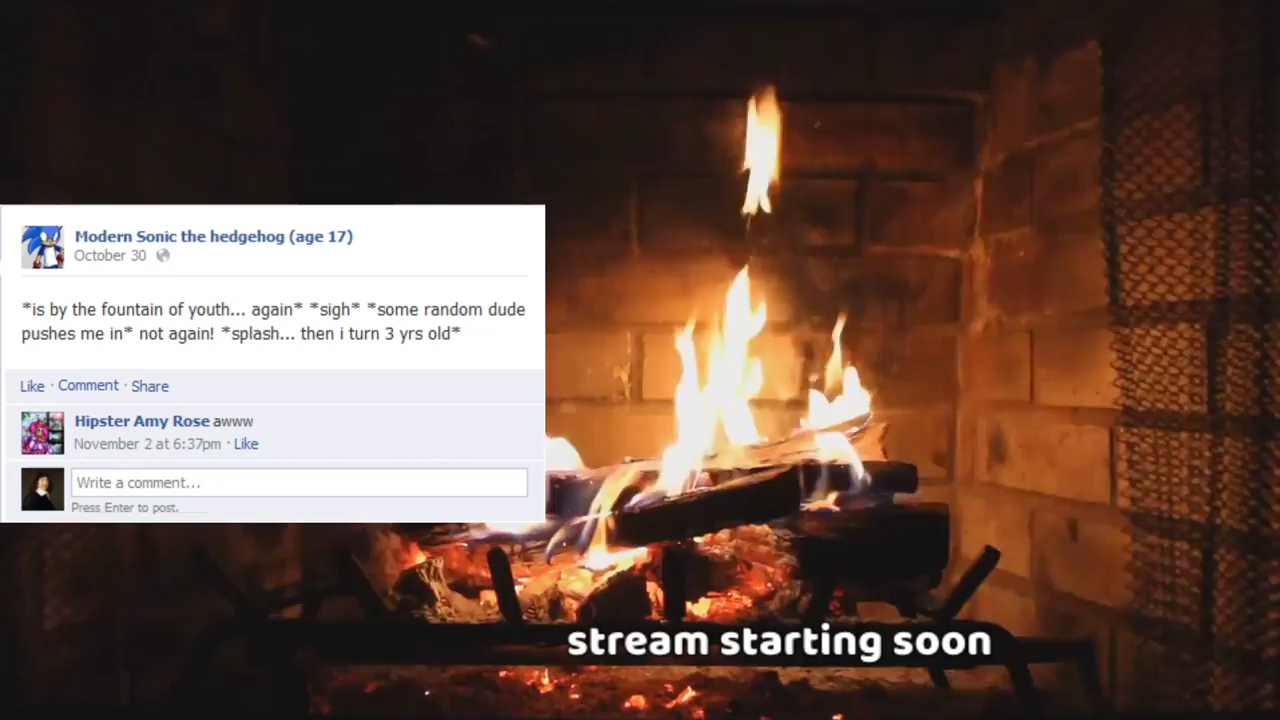 Modern Sonic the hedgehog (age 17)
October 30
*is by the fountain of youth... again* *sigh* *some random dude
pushes me in* not again! *splash... then i turn 3 yrs old*
Like · Comment · Share
Hipster Amy Rose awww
November 2 at 6:37pm · Like
Write a comment...
Press Enter to post.
stream starting soon